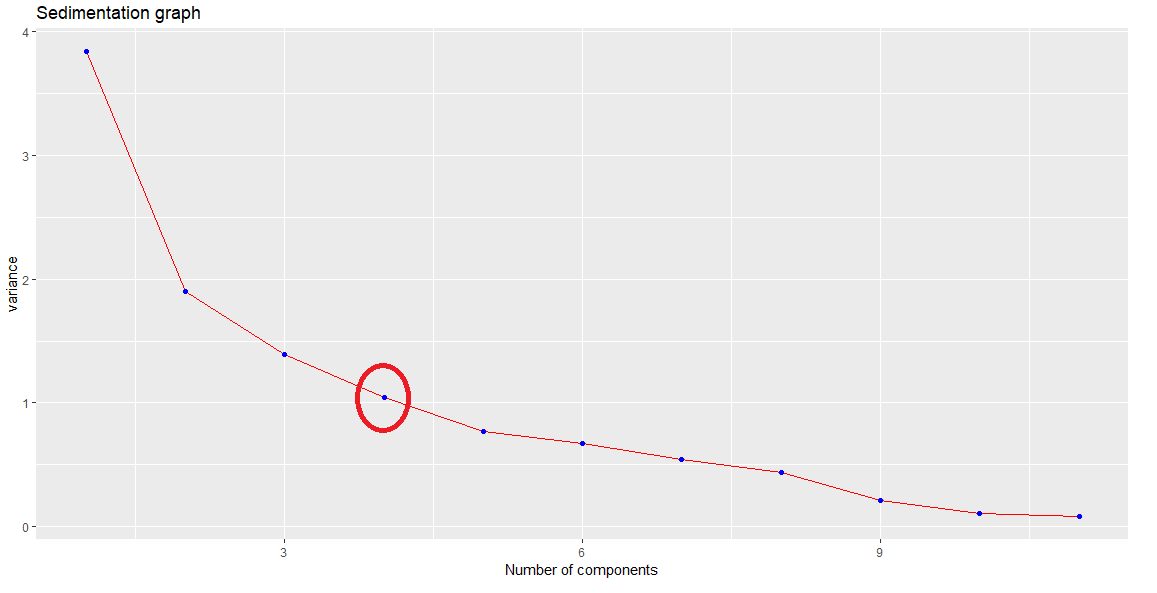 Sedimentation graph
4
3
2
1
0
variance
3
6
9
Number of components